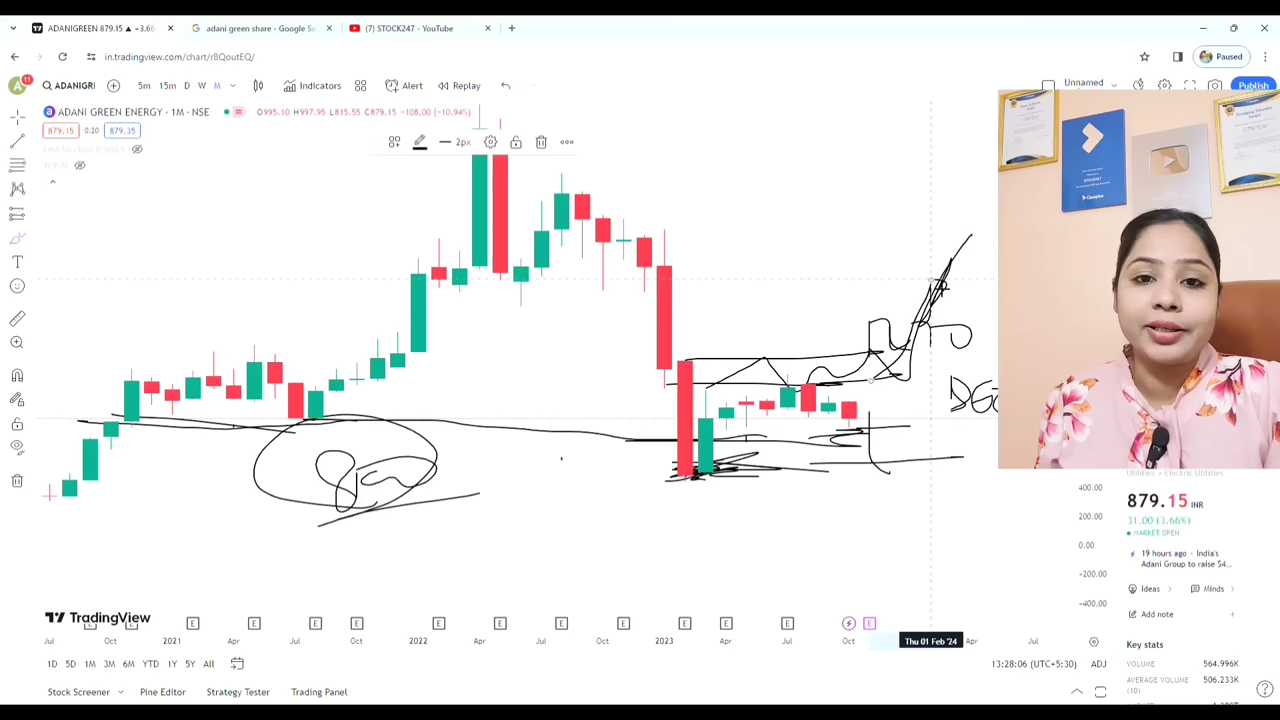 ADANIGREEN 879.15 ▲ +3.66
adani green share - Google Se
(7) STOCK247 - YouTube
in.tradingview.com/chart/r8QoutEQ/
Paused
A 11
ADANIGRI
5m 15m D W M
Indicators
Alert
Replay
Unnamed
Publish
ADANI GREEN ENERGY · 1M · NSE
O995.10 H997.95 L815.55 C879.15 −108.00 (−10.94%)
879.15 0.20 879.35
2px
Utilities • Electric Utilities
400.00
200.00
0.00
−200.00
−400.00
879.15 INR
31.00 (3.66%)
MARKET OPEN
19 hours ago · India's
Adani Group to raise $4...
Ideas
Minds
Add note
Key stats
VOLUME 564.996K
AVERAGE VOLUME (10) 506.233K
TradingView
E E E E E E E E E E E E
Jul Oct 2021 Apr Jul Oct 2022 Apr Jul Oct 2023 Apr Jul Oct Thu 01 Feb '24 Apr Jul
1D 5D 1M 3M 6M YTD 1Y 5Y All
13:28:06 (UTC+5:30) ADJ
Stock Screener Pine Editor Strategy Tester Trading Panel